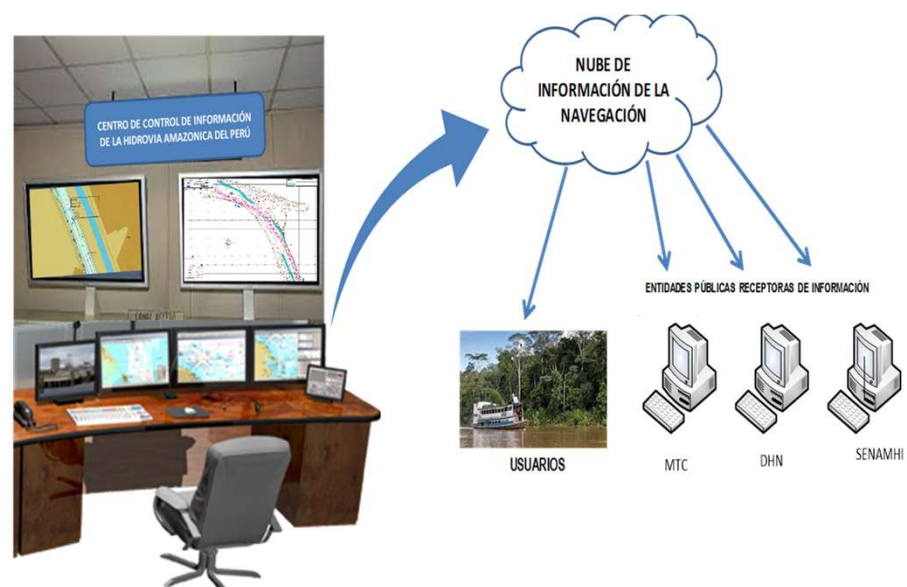 CENTRO DE CONTROL DE INFORMACIÓN
DE LA HIDROVIA AMAZONICA DEL PERÚ
NUBE DE
INFORMACIÓN DE LA
NAVEGACIÓN
ENTIDADES PÚBLICAS RECEPTORAS DE INFORMACIÓN
USUARIOS
MTC
DHN
SENAMHI